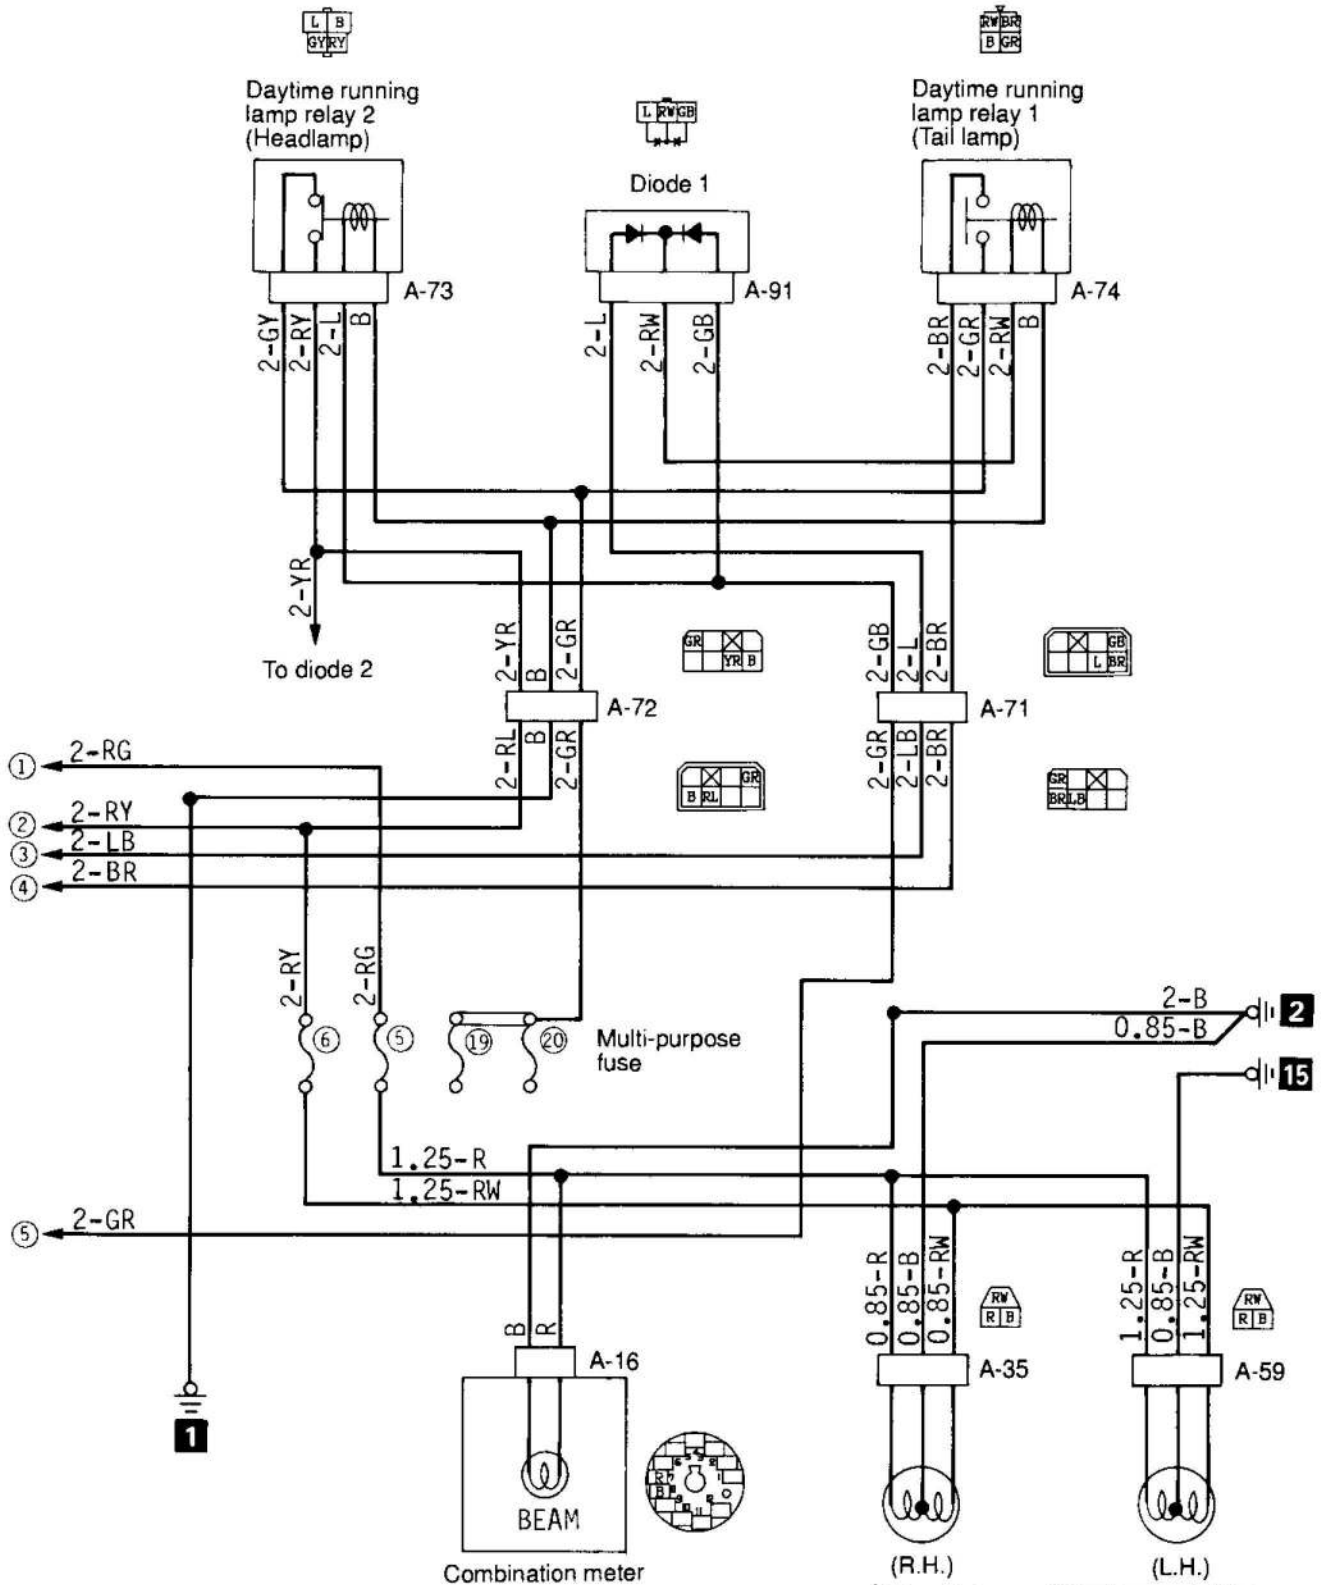 L B
GY RY
RW BR
B GR
Daytime running
lamp relay 2
(Headlamp)
L RW GB
Diode 1
Daytime running
lamp relay 1
(Tail lamp)
A-73
A-91
A-74
2-GY
2-RY
2-L
B
2-L
2-RW
2-GB
2-BR
2-GR
2-RW
B
2-YR
To diode 2
2-YR
B
2-GR
GR
YR B
2-GB
2-L
2-BR
GB
L BR
A-72
A-71
1 2-RG
2-RL
B
2-GR
GR
B RL
2-GR
2-LB
2-BR
GR
BR LB
2 2-RY
3 2-LB
4 2-BR
2-RY
2-RG
6
5
19
20
Multi-purpose
fuse
2-B
2
0.85-B
15
1.25-R
1.25-RW
5 2-GR
B
R
0.85-R
0.85-B
0.85-RW
RW
R B
1.25-R
0.85-B
1.25-RW
RW
R B
A-16
A-35
A-59
1
R
B
BEAM
Combination meter
(R.H.)
(L.H.)